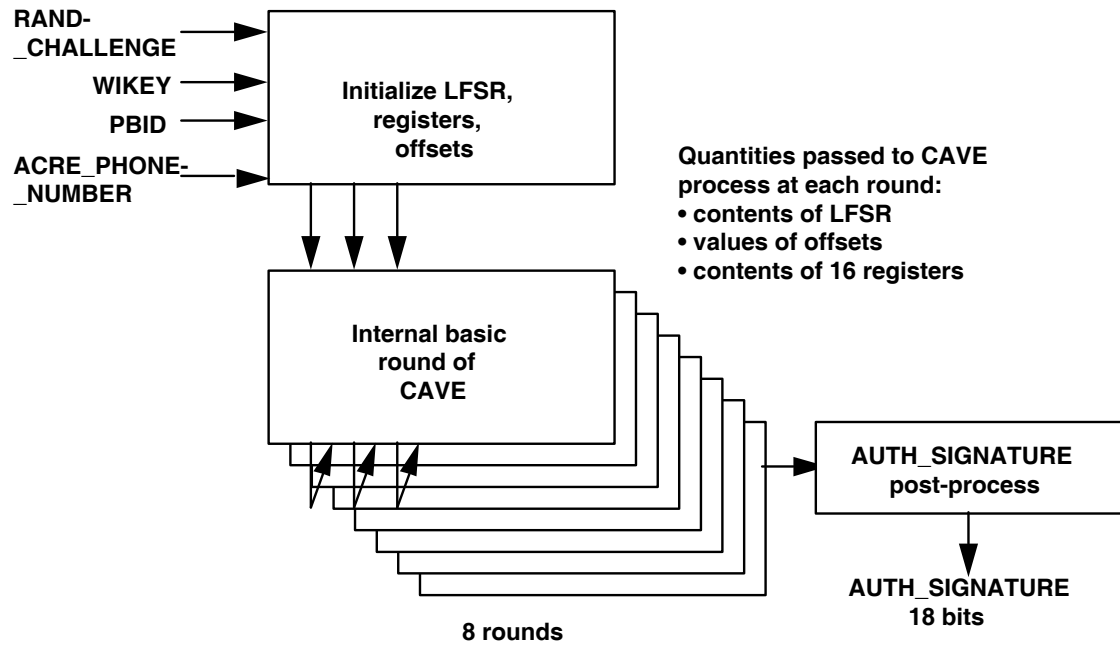 RAND-
_CHALLENGE
WIKEY
PBID
ACRE_PHONE-
_NUMBER
Initialize LFSR,
registers,
offsets
Quantities passed to CAVE
process at each round:
• contents of LFSR
• values of offsets
• contents of 16 registers
Internal basic
round of
CAVE
AUTH_SIGNATURE
post-process
AUTH_SIGNATURE
18 bits
8 rounds